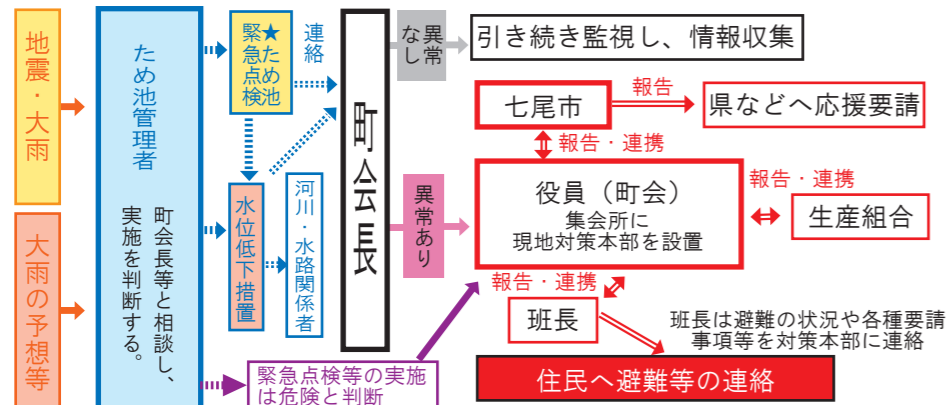 地震・大雨
大雨の予想等
ため池管理者
町会長等と相談し、
実施を判断する。
★ため池
緊急点検
連絡
水位低下措置
河川・水路関係者
緊急点検等の実施
は危険と判断
町会長
異常
なし
引き続き監視し、情報収集
異常あり
七尾市
報告
県などへ応援要請
報告・連携
役員（町会）
集会所に
現地対策本部を設置
報告・連携
生産組合
報告・連携
班長
班長は避難の状況や各種要請
事項等を対策本部に連絡
住民へ避難等の連絡